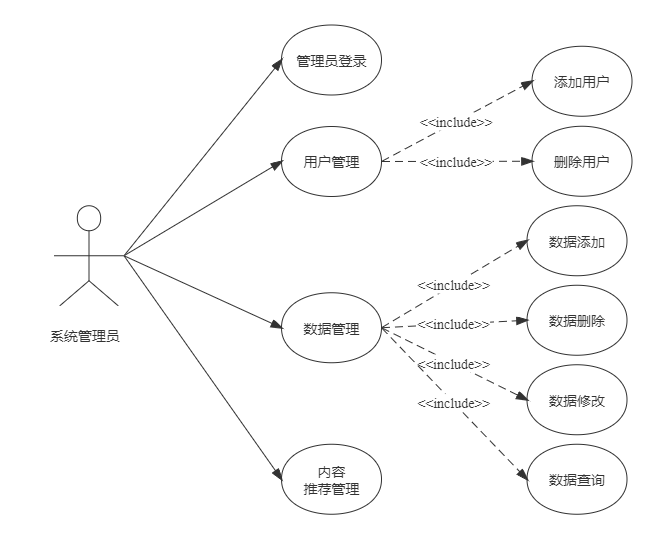 管理员登录
添加用户
<<include>>
用户管理
<<include>>
删除用户
数据添加
<<include>>
数据管理
<<include>>
数据删除
系统管理员
<<include>>
数据修改
<<include>>
内容
推荐管理
数据查询